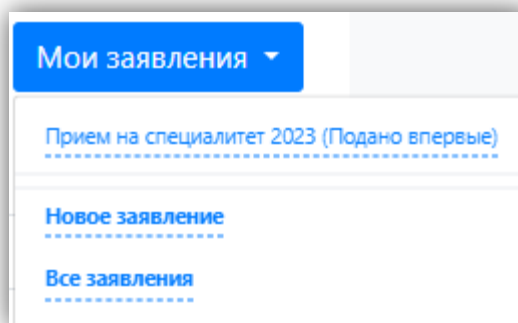 Мои заявления
Прием на специалитет 2023 (Подано впервые)
Новое заявление
Все заявления